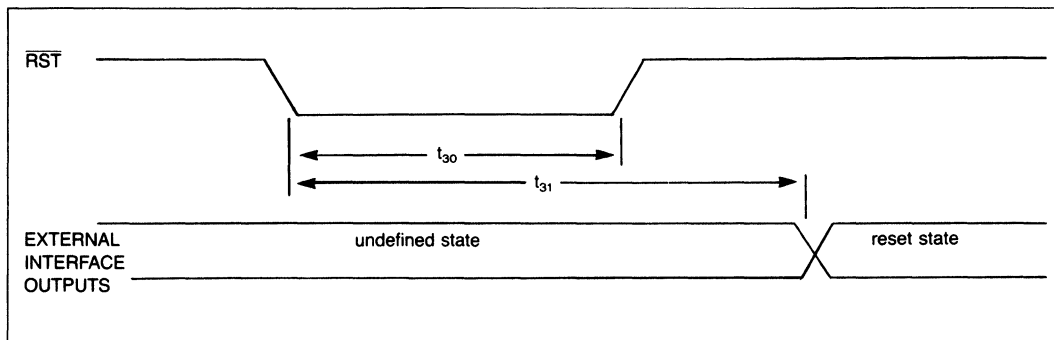 RST
t30
t31
EXTERNAL
INTERFACE
OUTPUTS
undefined state
reset state